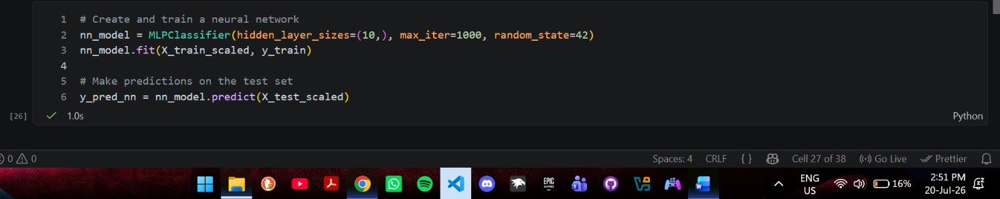 1 # Create and train a neural network
2 nn_model = MLPClassifier(hidden_layer_sizes=(10,), max_iter=1000, random_state=42)
3 nn_model.fit(X_train_scaled, y_train)
4
5 # Make predictions on the test set
6 y_pred_nn = nn_model.predict(X_test_scaled)
[26] 1.0s Python
0 0 Spaces: 4 CRLF { } Cell 27 of 38 Go Live Prettier
EPIC GAMES ENG 16% 2:51 PM
US 20-Jul-26